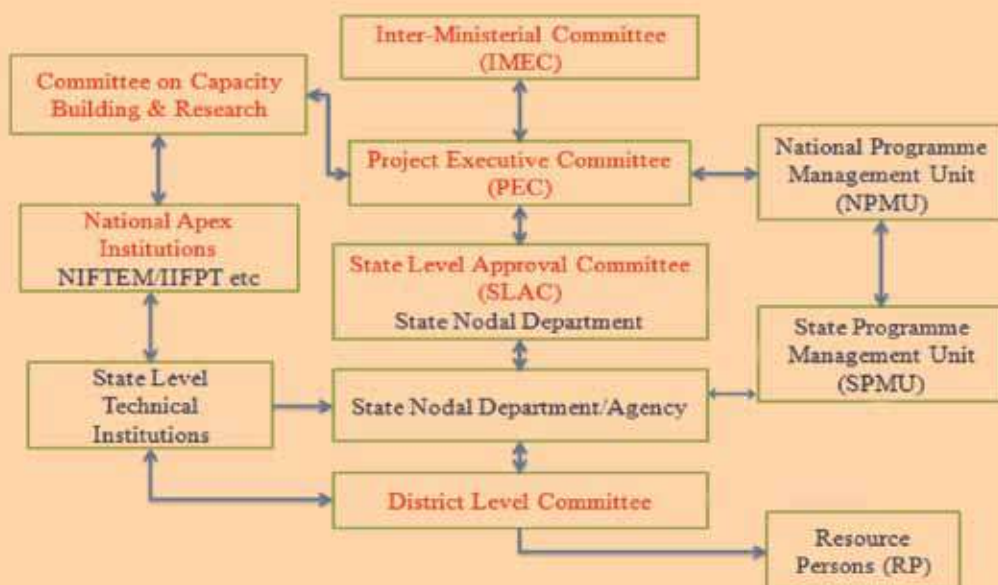 Inter-Ministerial Committee
(IMEC)
Committee on Capacity
Building & Research
Project Executive Committee
(PEC)
National Programme
Management Unit
(NPMU)
National Apex
Institutions
NIFTEM/IIFPT etc
State Level Approval Committee
(SLAC)
State Nodal Department
State Programme
Management Unit
(SPMU)
State Level
Technical
Institutions
State Nodal Department/Agency
District Level Committee
Resource
Persons (RP)